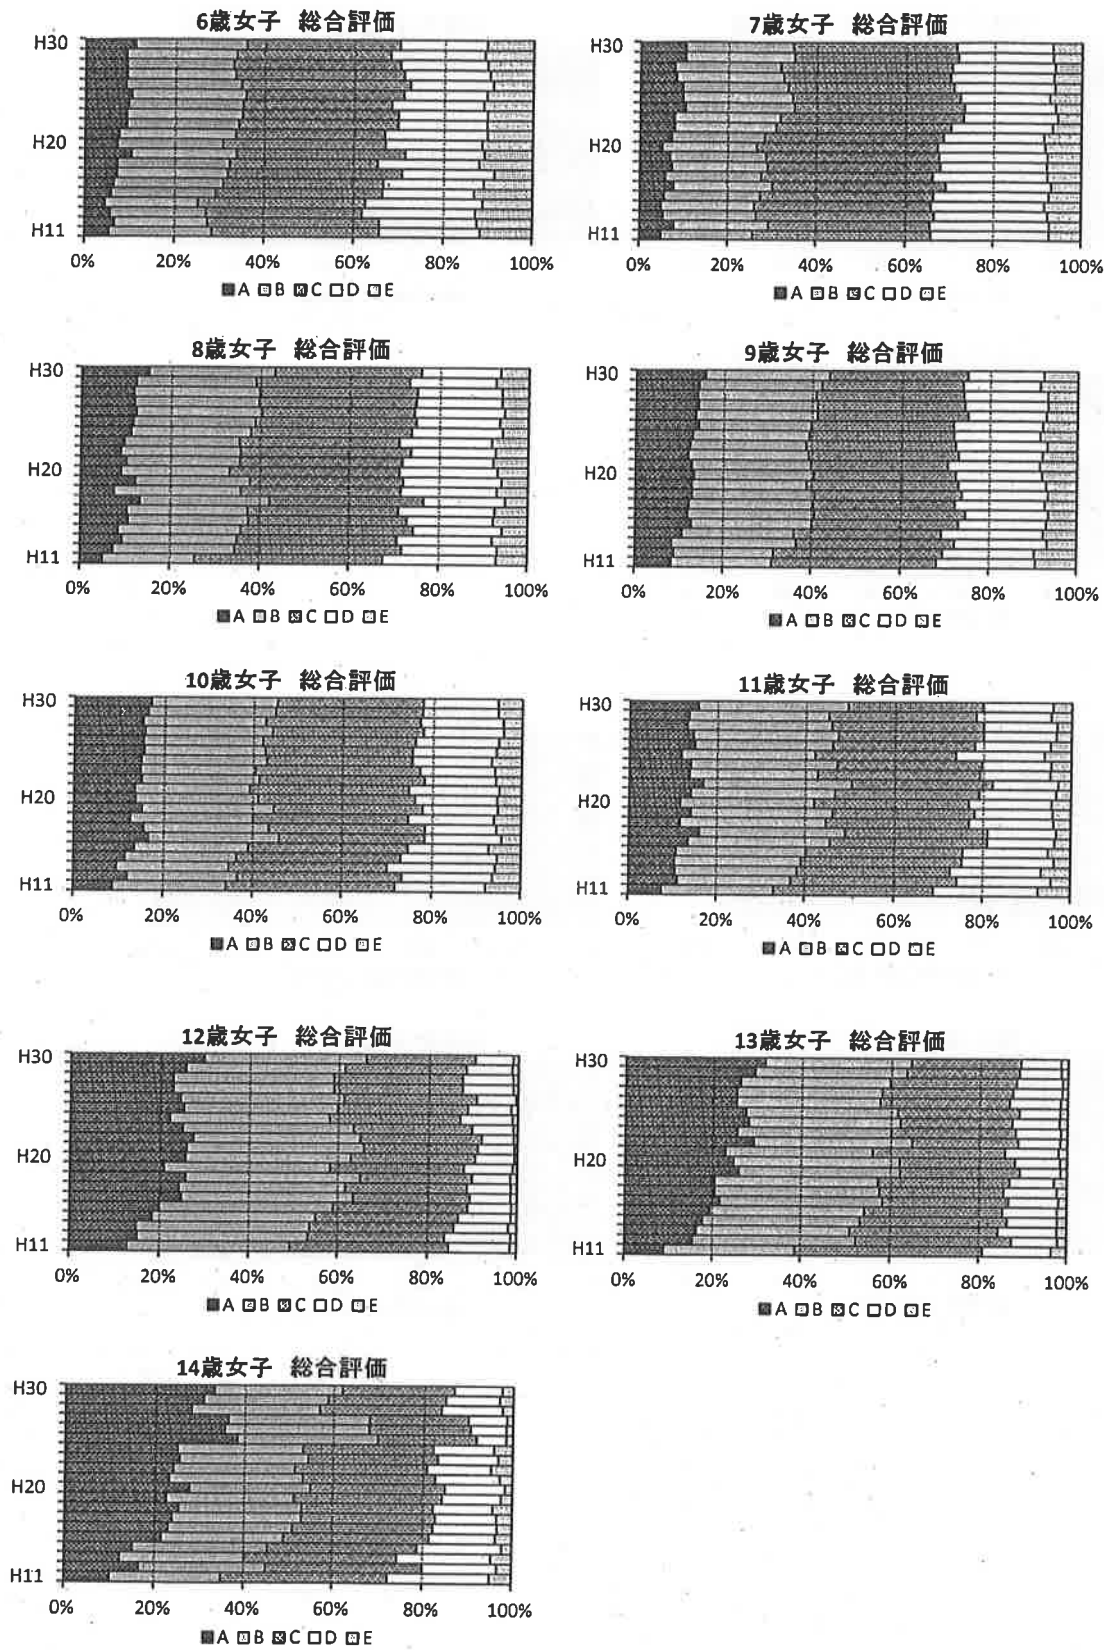 6歳女子 総合評価
H30
H20
H11
0% 20% 40% 60% 80% 100%
■A □B ■C □D □E
7歳女子 総合評価
H30
H20
H11
0% 20% 40% 60% 80% 100%
■A □B ■C □D □E
8歳女子 総合評価
H30
H20
H11
0% 20% 40% 60% 80% 100%
■A □B ■C □D □E
9歳女子 総合評価
H30
H20
H11
0% 20% 40% 60% 80% 100%
■A □B ■C □D □E
10歳女子 総合評価
H30
H20
H11
0% 20% 40% 60% 80% 100%
■A □B ■C □D □E
11歳女子 総合評価
H30
H20
H11
0% 20% 40% 60% 80% 100%
■A □B ■C □D □E
12歳女子 総合評価
H30
H20
H11
0% 20% 40% 60% 80% 100%
■A □B ■C □D □E
13歳女子 総合評価
H30
H20
H11
0% 20% 40% 60% 80% 100%
■A □B ■C □D □E
14歳女子 総合評価
H30
H20
H11
0% 20% 40% 60% 80% 100%
■A □B ■C □D □E